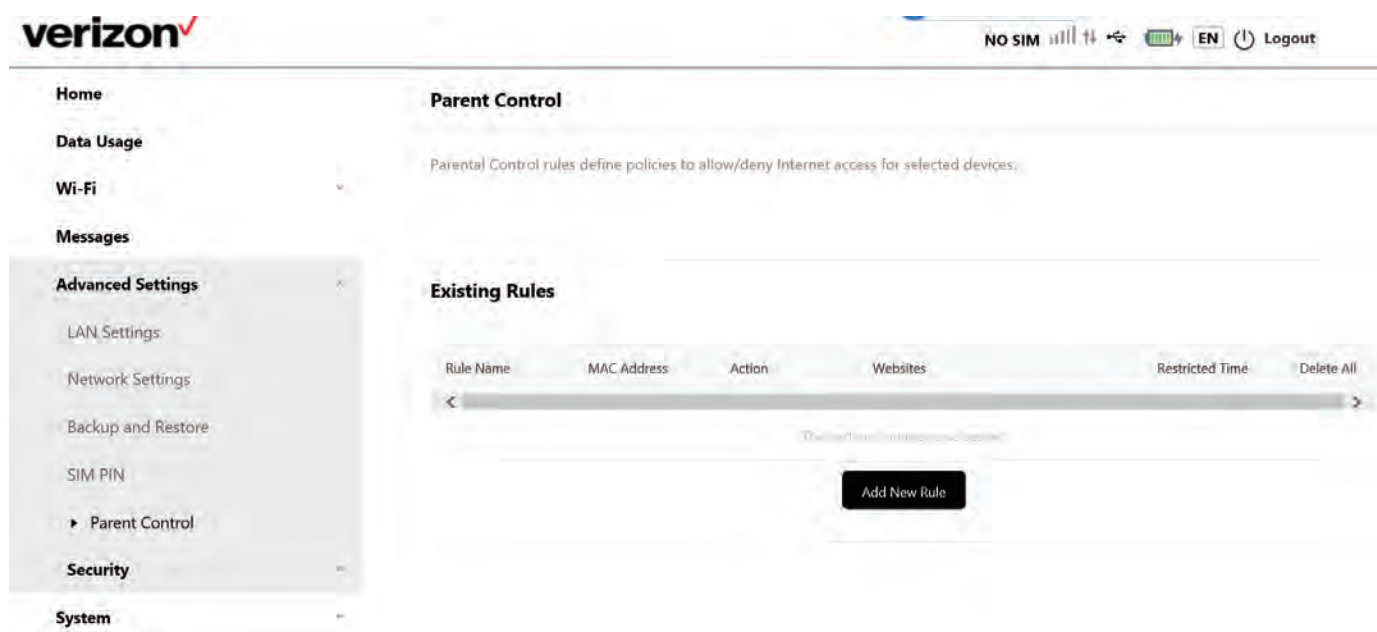 verizon
NO SIM EN Logout
Home
Data Usage
Wi-Fi
Messages
Advanced Settings
LAN Settings
Network Settings
Backup and Restore
SIM PIN
Parent Control
Security
System
Parent Control
Parental Control rules define policies to allow/deny Internet access for selected devices.
Existing Rules
Rule Name MAC Address Action Websites Restricted Time Delete All
Add New Rule